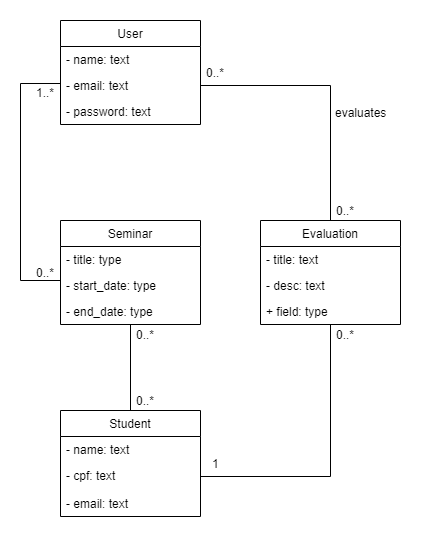 User
- name: text
- email: text
- password: text
0..*
1..*
evaluates
0..*
0..*
Seminar
- title: type
- start_date: type
- end_date: type
Evaluation
- title: text
- desc: text
+ field: type
0..*
0..*
0..*
Student
- name: text
- cpf: text
- email: text
1